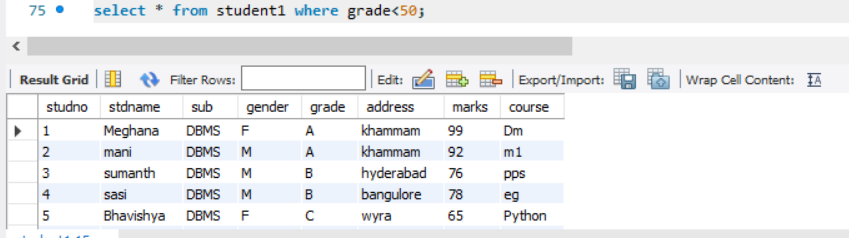 75 select * from student1 where grade<50;
Result Grid Filter Rows: Edit: Export/Import: Wrap Cell Content: IA
studno stdname sub gender grade address marks course
1 Meghana DBMS F A khammam 99 Dm
2 mani DBMS M A khammam 92 m1
3 sumanth DBMS M B hyderabad 76 pps
4 sasi DBMS M B bangulore 78 eg
5 Bhavishya DBMS F C wyra 65 Python